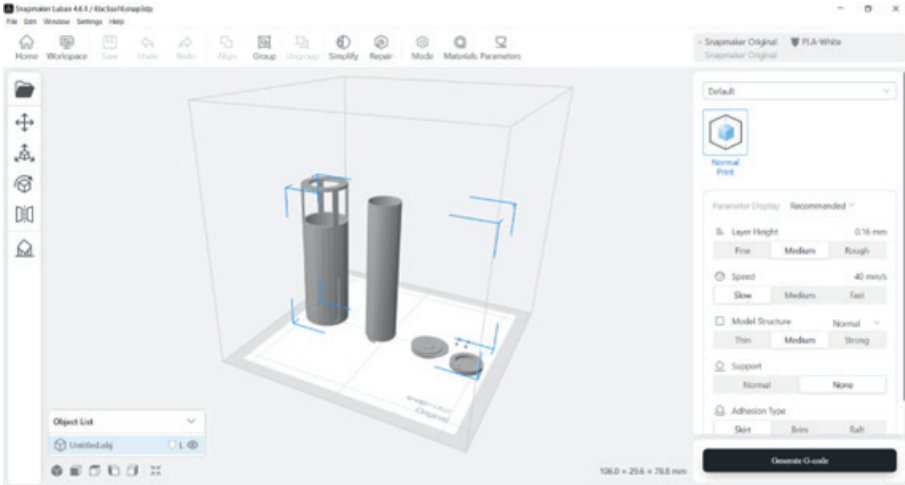 Snapmaker Luban 4.6.1 /
File Edit Window Settings Help
Home Workspace Save Undo Redo Align Group Ungroup Simplify Repair Mode Materials Parameters
Snapmaker Original PLA-White
Snapmaker Original
Default
Normal
Print
Parameter Display: Recommended
Layer Height 0.16 mm
Fine Medium Rough
Speed 40 mm/s
Slow Medium Fast
Model Structure Normal
Thin Medium Strong
Support
Normal None
Adhesion Type
Skirt Brim Raft
Generate G-code
Original
Object List
Untitled.obj L
106.0 × 29.6 × 78.8 mm